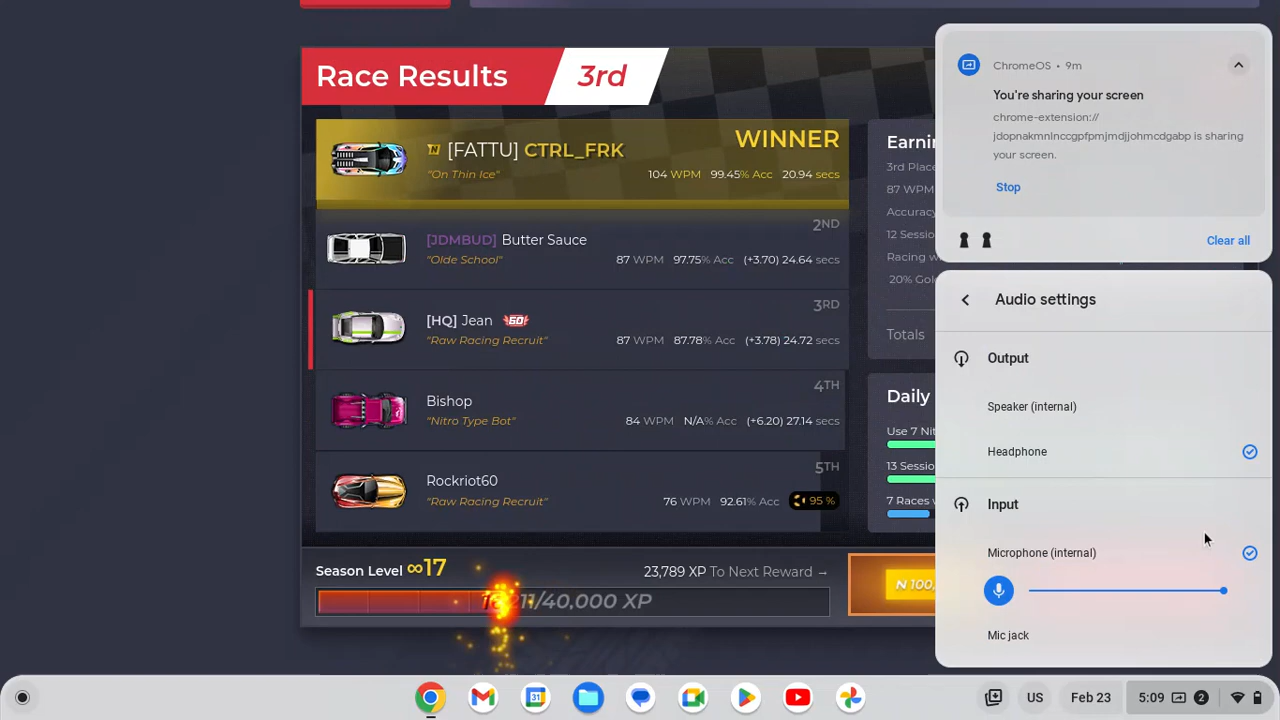 Race Results 3rd
[FATTU] CTRL_FRK WINNER
"On Thin Ice" 104 WPM 99.45% Acc 20.94 secs
2ND
[JDMBUD] Butter Sauce
"Olde School" 87 WPM 97.75% Acc (+3.70) 24.64 secs
3RD
[HQ] Jean 60
"Raw Racing Recruit" 87 WPM 87.78% Acc (+3.78) 24.72 secs
4TH
Bishop
"Nitro Type Bot" 84 WPM N/A% Acc (+6.20) 27.14 secs
5TH
Rockriot60
"Raw Racing Recruit" 76 WPM 92.61% Acc 95 %
Season Level ∞17 23,789 XP To Next Reward →
/40,000 XP
Earnin
3rd Place
87 WPM
Accuracy
12 Session
Racing w
20% Gol
Totals
Daily
Use 7 Nit
13 Sessio
7 Races w
N 100,
ChromeOS • 9m
You're sharing your screen
chrome-extension://
jdopnakmnlnccgpfpmjmdjjohmcdgabp is sharing
your screen.
Stop
Clear all
Audio settings
Output
Speaker (internal)
Headphone
Input
Microphone (internal)
Mic jack
31
US Feb 23 5:09 2